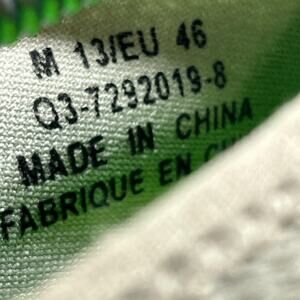 M 13/EU 46
Q3-7292019-8
MADE IN CHINA
FABRIQUE EN